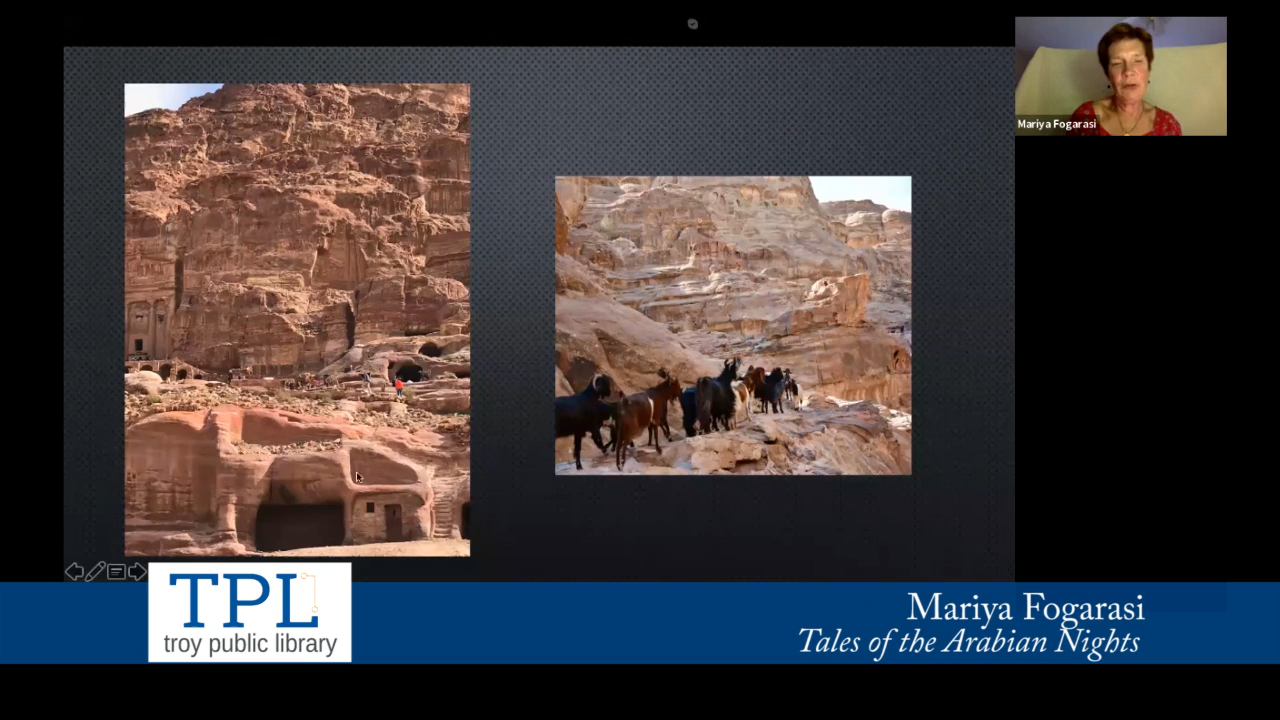 Mariya Fogarasi
TPL
troy public library
Mariya Fogarasi
Tales of the Arabian Nights